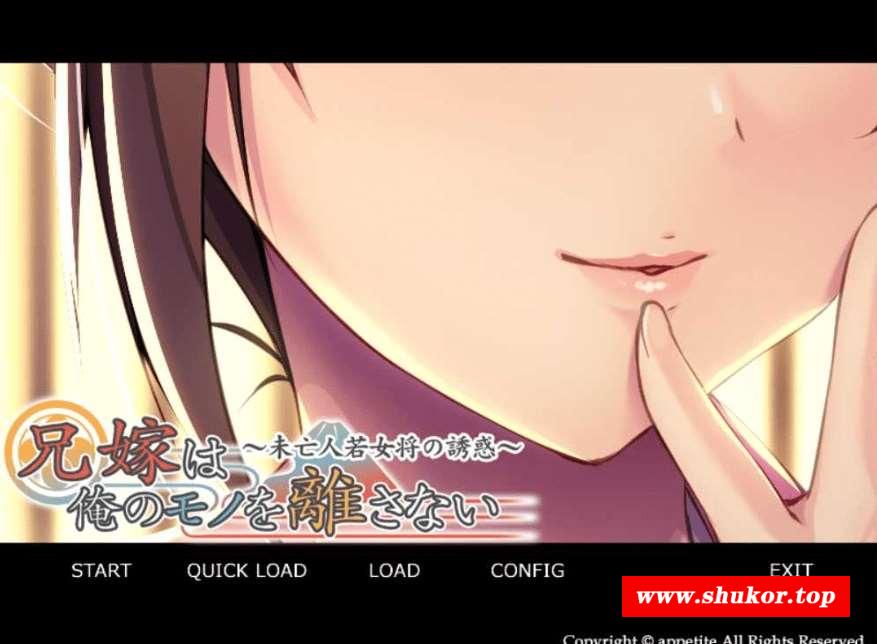 ～未亡人若女将の誘惑～
兄嫁は
俺のモノを離さない
START QUICK LOAD LOAD CONFIG EXIT
www.shukor.top
Copyright © appetite All Rights Reserved